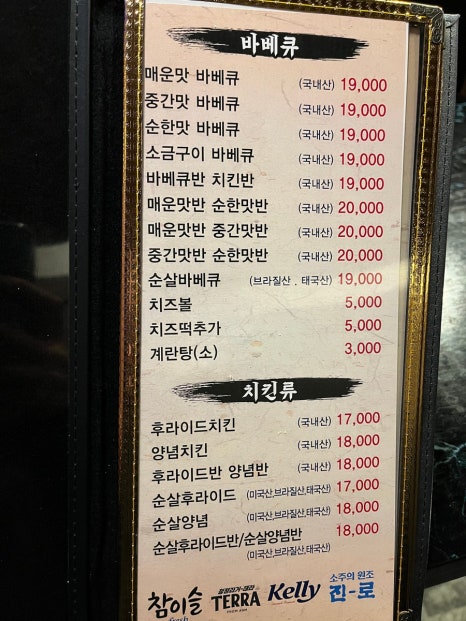 바베큐
매운맛 바베큐 (국내산) 19,000
중간맛 바베큐 (국내산) 19,000
순한맛 바베큐 (국내산) 19,000
소금구이 바베큐 (국내산) 19,000
바베큐반 치킨반 (국내산) 19,000
매운맛반 순한맛반 (국내산) 20,000
매운맛반 중간맛반 (국내산) 20,000
중간맛반 순한맛반 (국내산) 20,000
순살바베큐 (브라질산 , 태국산) 19,000
치즈볼 5,000
치즈떡추가 5,000
계란탕(소) 3,000
치킨류
후라이드치킨 (국내산) 17,000
양념치킨 (국내산) 18,000
후라이드반 양념반 (국내산) 18,000
순살후라이드 (미국산,브라질산,태국산) 17,000
순살양념 (미국산,브라질산,태국산) 18,000
순살후라이드반/순살양념반 18,000
(미국산,브라질산,태국산)
참이슬 fresh
TERRA
Kelly
소주의 원조
진-로